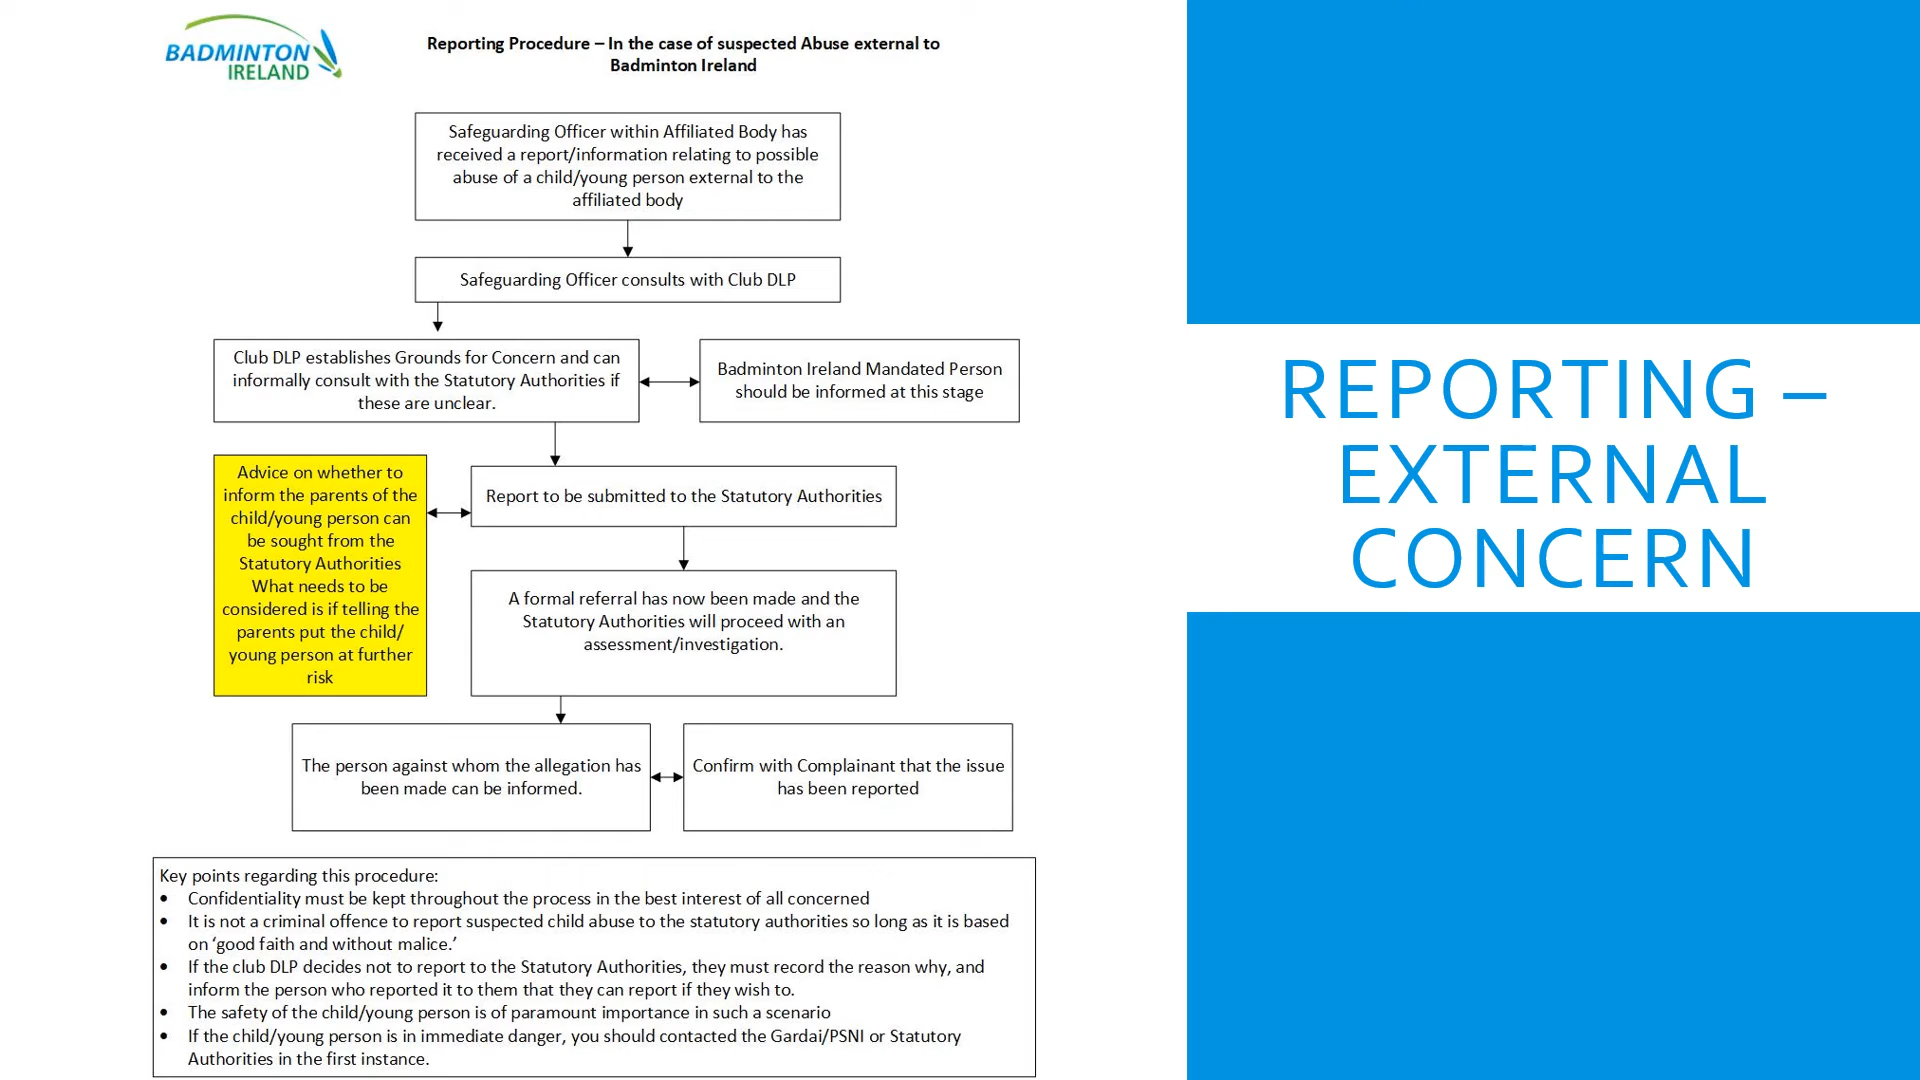 BADMINTON
IRELAND
Reporting Procedure – In the case of suspected Abuse external to
Badminton Ireland
Safeguarding Officer within Affiliated Body has
received a report/information relating to possible
abuse of a child/young person external to the
affiliated body
Safeguarding Officer consults with Club DLP
Club DLP establishes Grounds for Concern and can
informally consult with the Statutory Authorities if
these are unclear.
Badminton Ireland Mandated Person
should be informed at this stage
Advice on whether to
inform the parents of the
child/young person can
be sought from the
Statutory Authorities
What needs to be
considered is if telling the
parents put the child/
young person at further
risk
Report to be submitted to the Statutory Authorities
A formal referral has now been made and the
Statutory Authorities will proceed with an
assessment/investigation.
The person against whom the allegation has
been made can be informed.
Confirm with Complainant that the issue
has been reported
Key points regarding this procedure:
• Confidentiality must be kept throughout the process in the best interest of all concerned
• It is not a criminal offence to report suspected child abuse to the statutory authorities so long as it is based
on ‘good faith and without malice.’
• If the club DLP decides not to report to the Statutory Authorities, they must record the reason why, and
inform the person who reported it to them that they can report if they wish to.
• The safety of the child/young person is of paramount importance in such a scenario
• If the child/young person is in immediate danger, you should contacted the Gardai/PSNI or Statutory
Authorities in the first instance.
REPORTING –
EXTERNAL
CONCERN